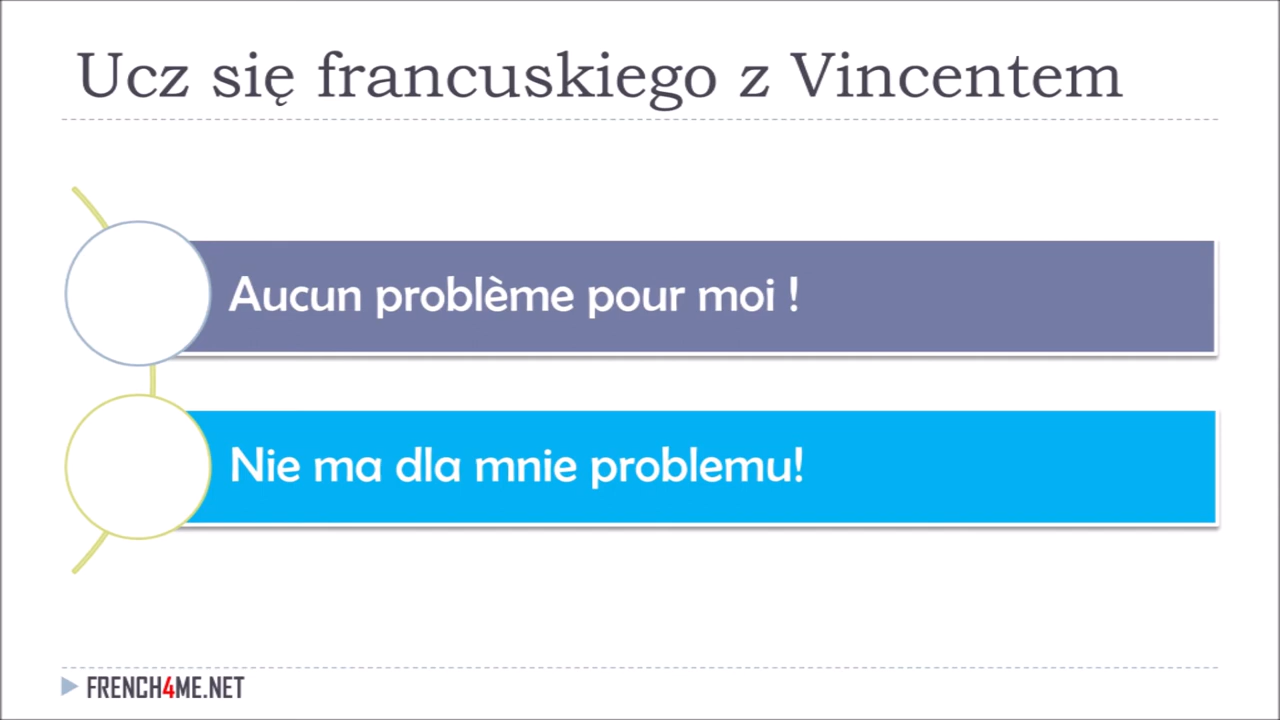 Ucz się francuskiego z Vincentem
Aucun problème pour moi !
Nie ma dla mnie problemu!
FRENCH4ME.NET